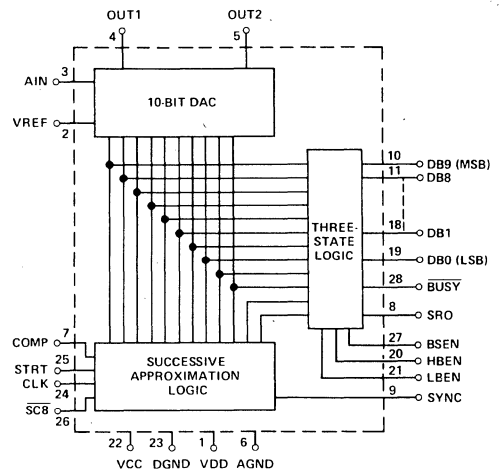 OUT1 OUT2
4 5
3
AIN
10-BIT DAC
VREF
2
10
DB9 (MSB)
11
DB8
THREE-
STATE
LOGIC
18
DB1
19
DB0 (LSB)
28
BUSY
8
SRO
7
COMP
27
BSEN
25
STRT
20
HBEN
SUCCESSIVE
APPROXIMATION
LOGIC
21
LBEN
CLK
24
9
SYNC
SC8
26
22 23 1 6
VCC DGND VDD AGND